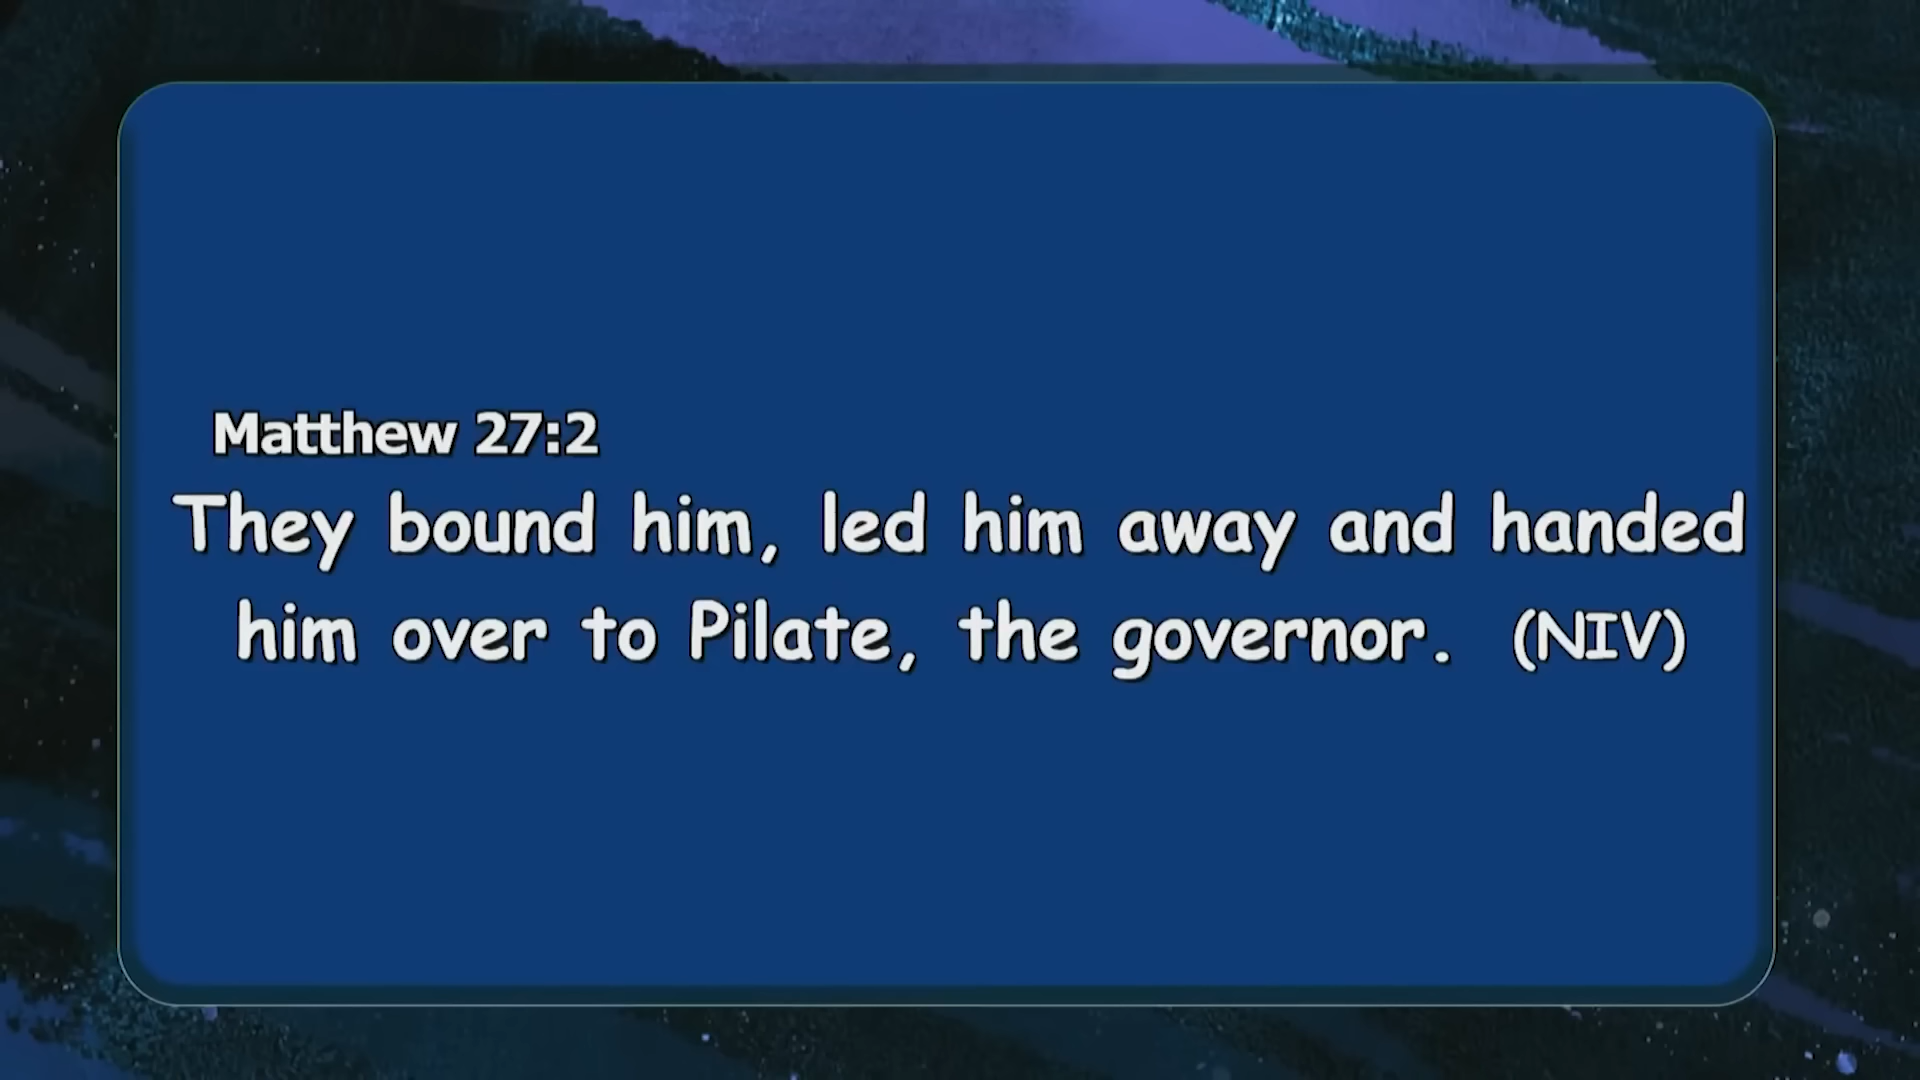 Matthew 27:2
They bound him, led him away and handed
him over to Pilate, the governor. (NIV)